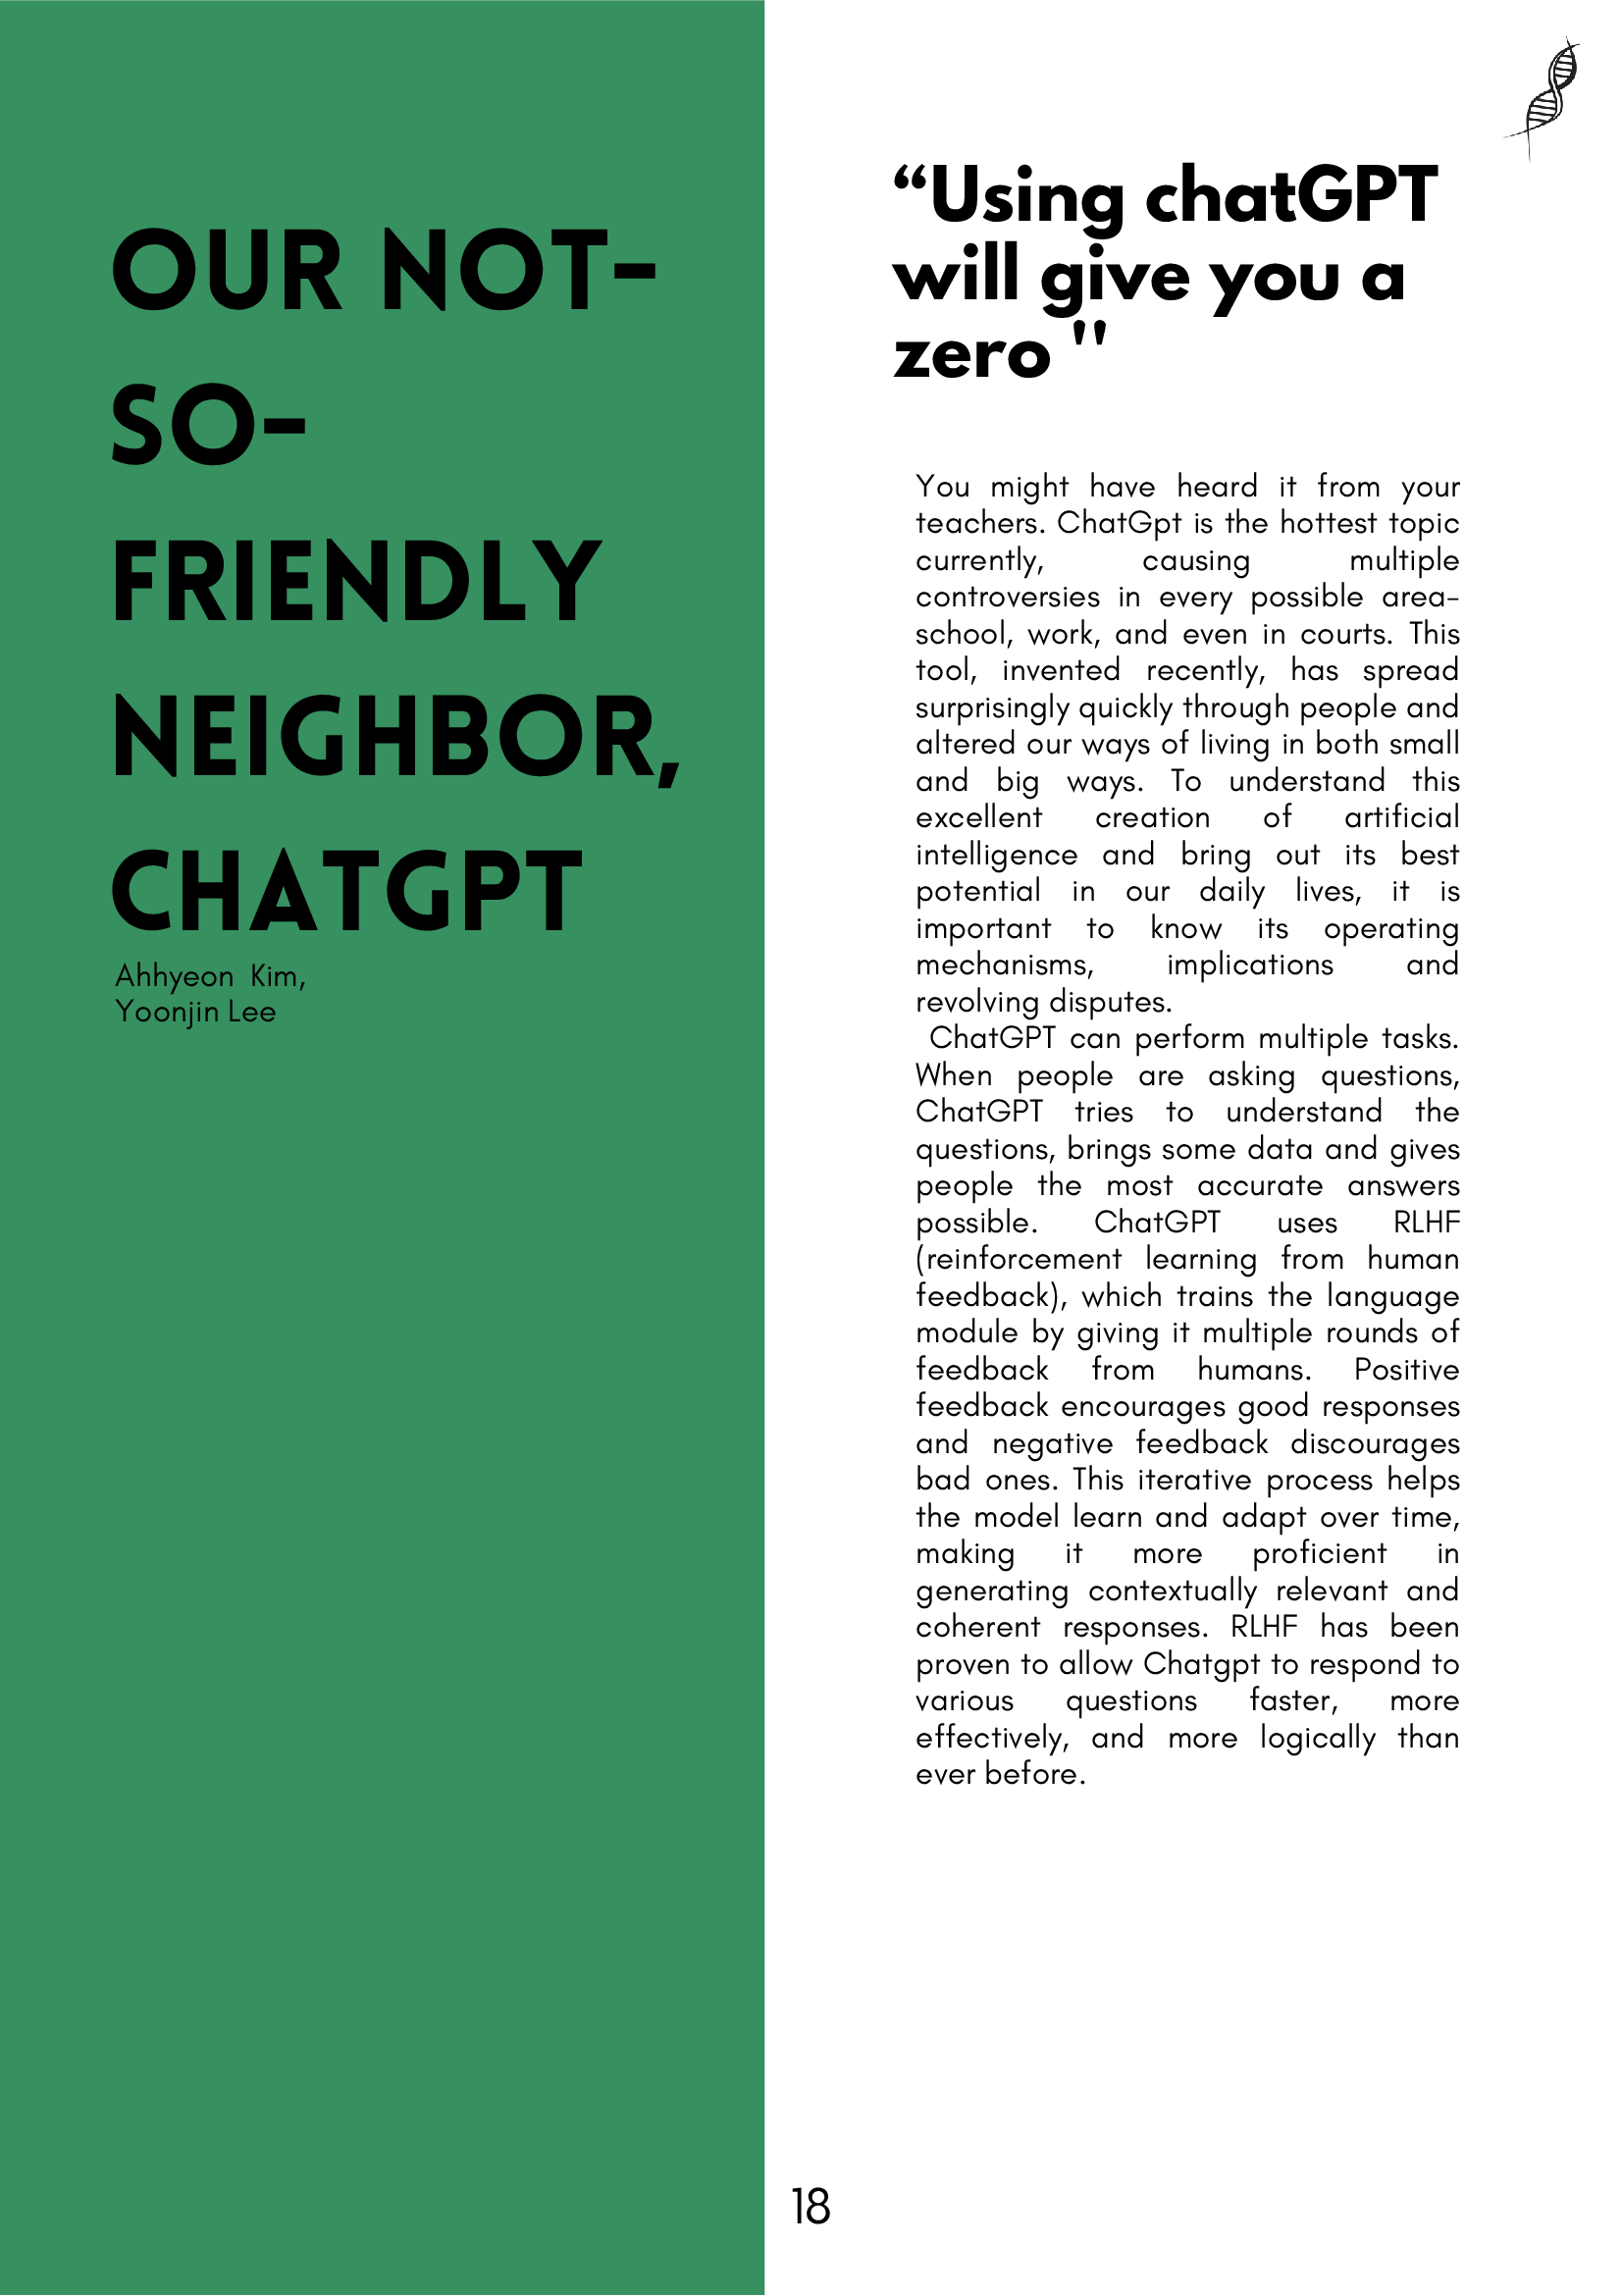 OUR NOT-
SO-
FRIENDLY
NEIGHBOR,
CHATGPT
Ahhyeon Kim,
Yoonjin Lee
“Using chatGPT
will give you a
zero "
You might have heard it from your
teachers. ChatGpt is the hottest topic
currently, causing multiple
controversies in every possible area-
school, work, and even in courts. This
tool, invented recently, has spread
surprisingly quickly through people and
altered our ways of living in both small
and big ways. To understand this
excellent creation of artificial
intelligence and bring out its best
potential in our daily lives, it is
important to know its operating
mechanisms, implications and
revolving disputes.
ChatGPT can perform multiple tasks.
When people are asking questions,
ChatGPT tries to understand the
questions, brings some data and gives
people the most accurate answers
possible. ChatGPT uses RLHF
(reinforcement learning from human
feedback), which trains the language
module by giving it multiple rounds of
feedback from humans. Positive
feedback encourages good responses
and negative feedback discourages
bad ones. This iterative process helps
the model learn and adapt over time,
making it more proficient in
generating contextually relevant and
coherent responses. RLHF has been
proven to allow Chatgpt to respond to
various questions faster, more
effectively, and more logically than
ever before.
18